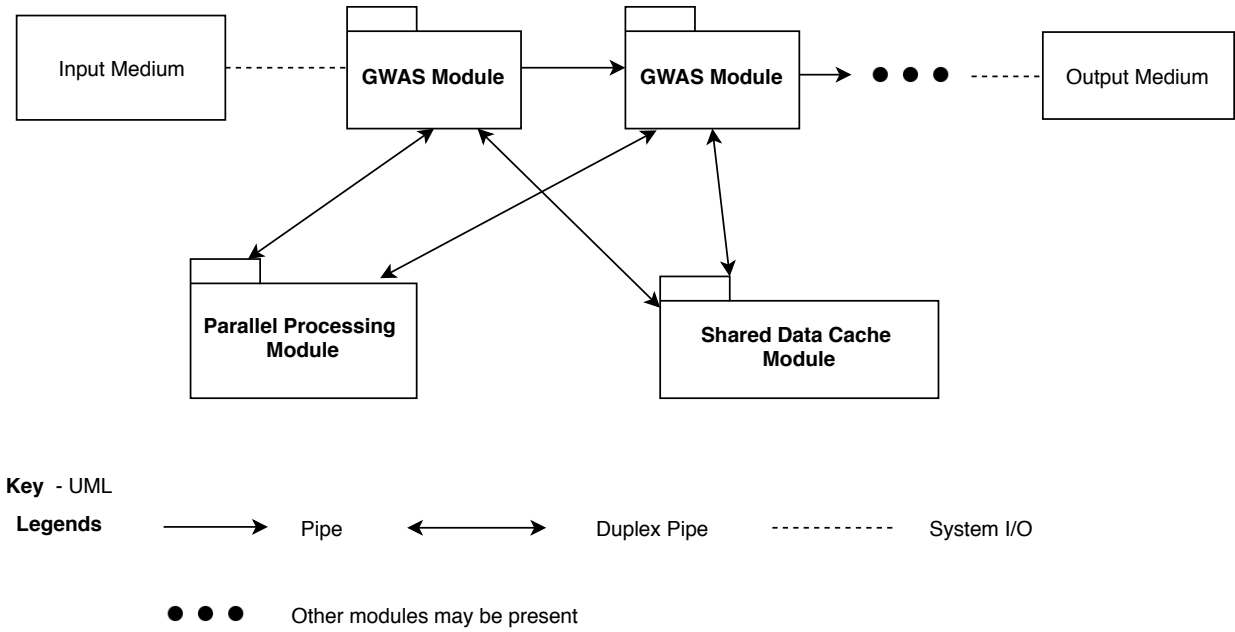 Input Medium
GWAS Module
GWAS Module
Output Medium
Parallel Processing
Module
Shared Data Cache
Module
Key - UML
Legends
Pipe
Duplex Pipe
System I/O
Other modules may be present